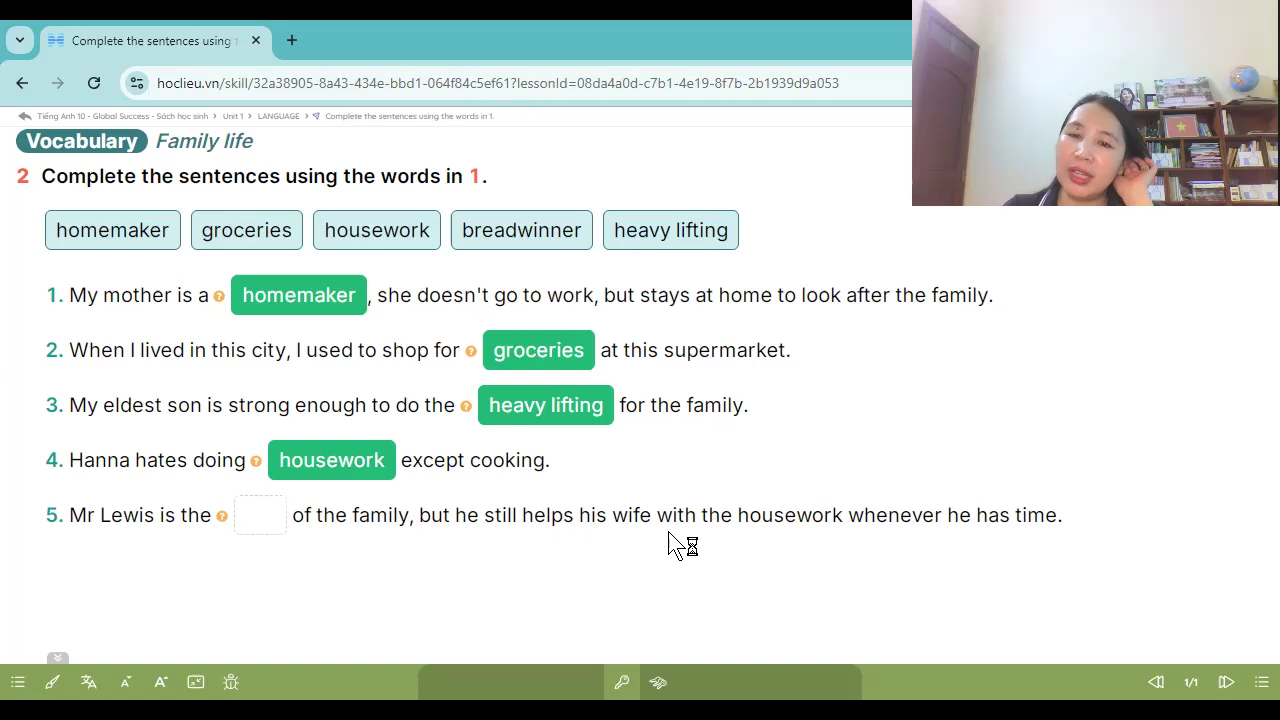 Complete the sentences using
hoclieu.vn/skill/32a38905-8a43-434e-bbd1-064f84c5ef61?lessonId=08da4a0d-c7b1-4e19-8f7b-2b1939d9a053
Tiếng Anh 10 - Global Success - Sách học sinh > Unit 1 > LANGUAGE > Complete the sentences using the words in 1.
Vocabulary Family life
2 Complete the sentences using the words in 1.
homemaker groceries housework breadwinner heavy lifting
1. My mother is a ? homemaker , she doesn't go to work, but stays at home to look after the family.
2. When I lived in this city, I used to shop for ? groceries at this supermarket.
3. My eldest son is strong enough to do the ? heavy lifting for the family.
4. Hanna hates doing ? housework except cooking.
5. Mr Lewis is the ? of the family, but he still helps his wife with the housework whenever he has time.
A A 1/1